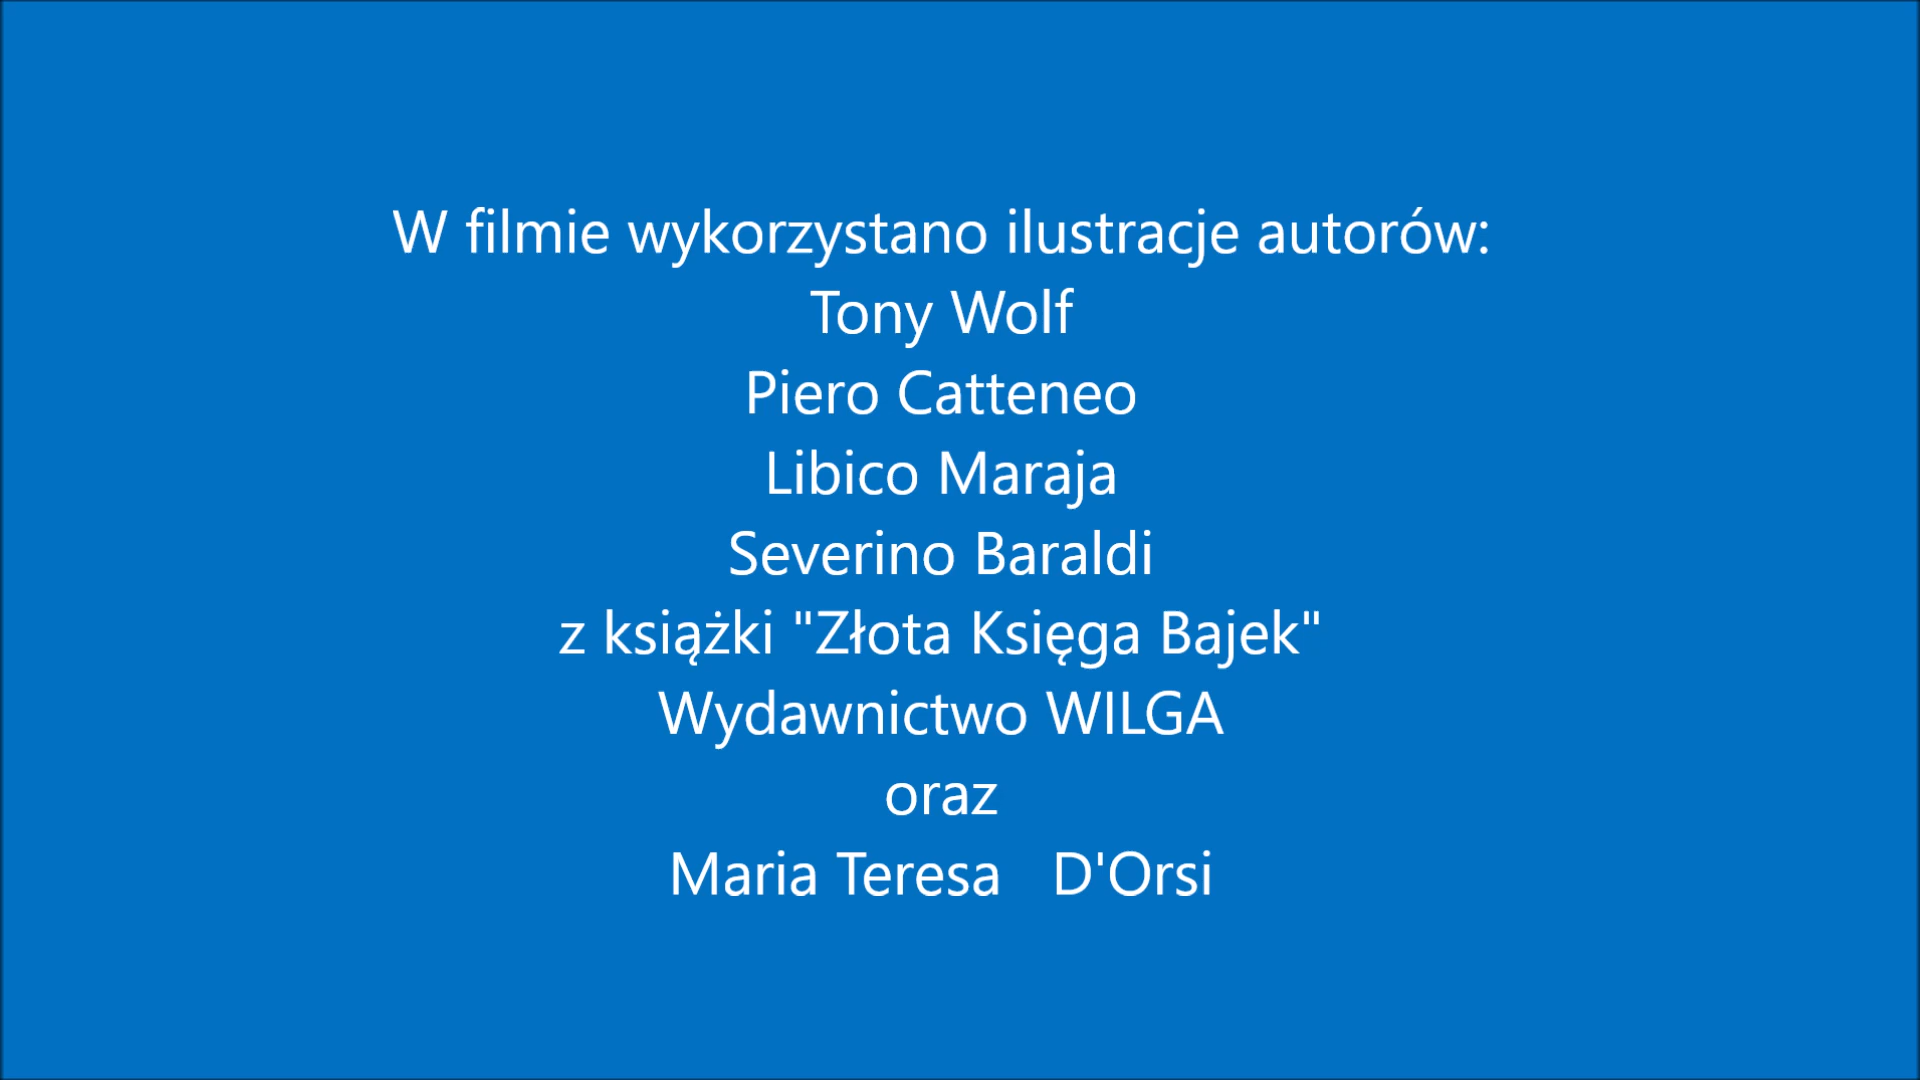 W filmie wykorzystano ilustracje autorów:
Tony Wolf
Piero Catteneo
Libico Maraja
Severino Baraldi
z książki "Złota Księga Bajek"
Wydawnictwo WILGA
oraz
Maria Teresa   D'Orsi